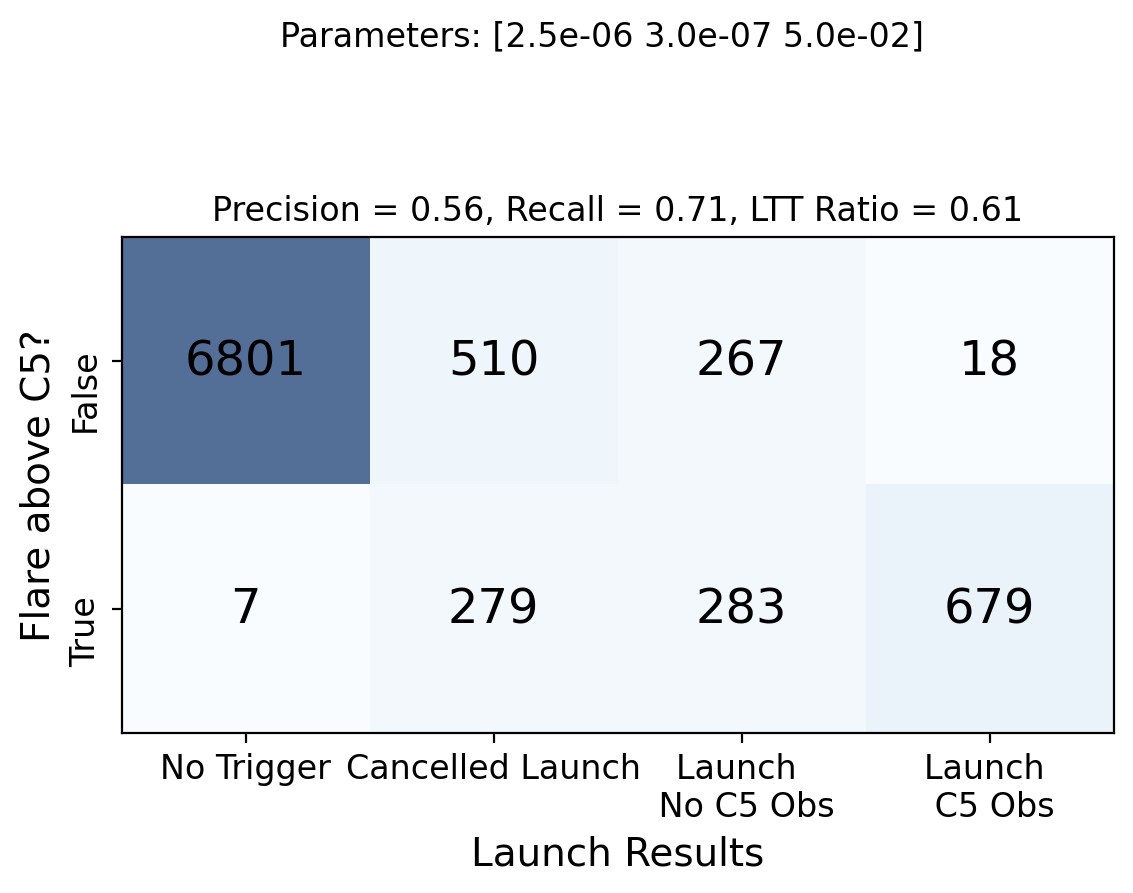 Parameters: [2.5e-06 3.0e-07 5.0e-02]
Precision = 0.56, Recall = 0.71, LTT Ratio = 0.61
Flare above C5?
False
6801 510 267 18
True
7 279 283 679
No Trigger Cancelled Launch Launch Launch
No C5 Obs C5 Obs
Launch Results